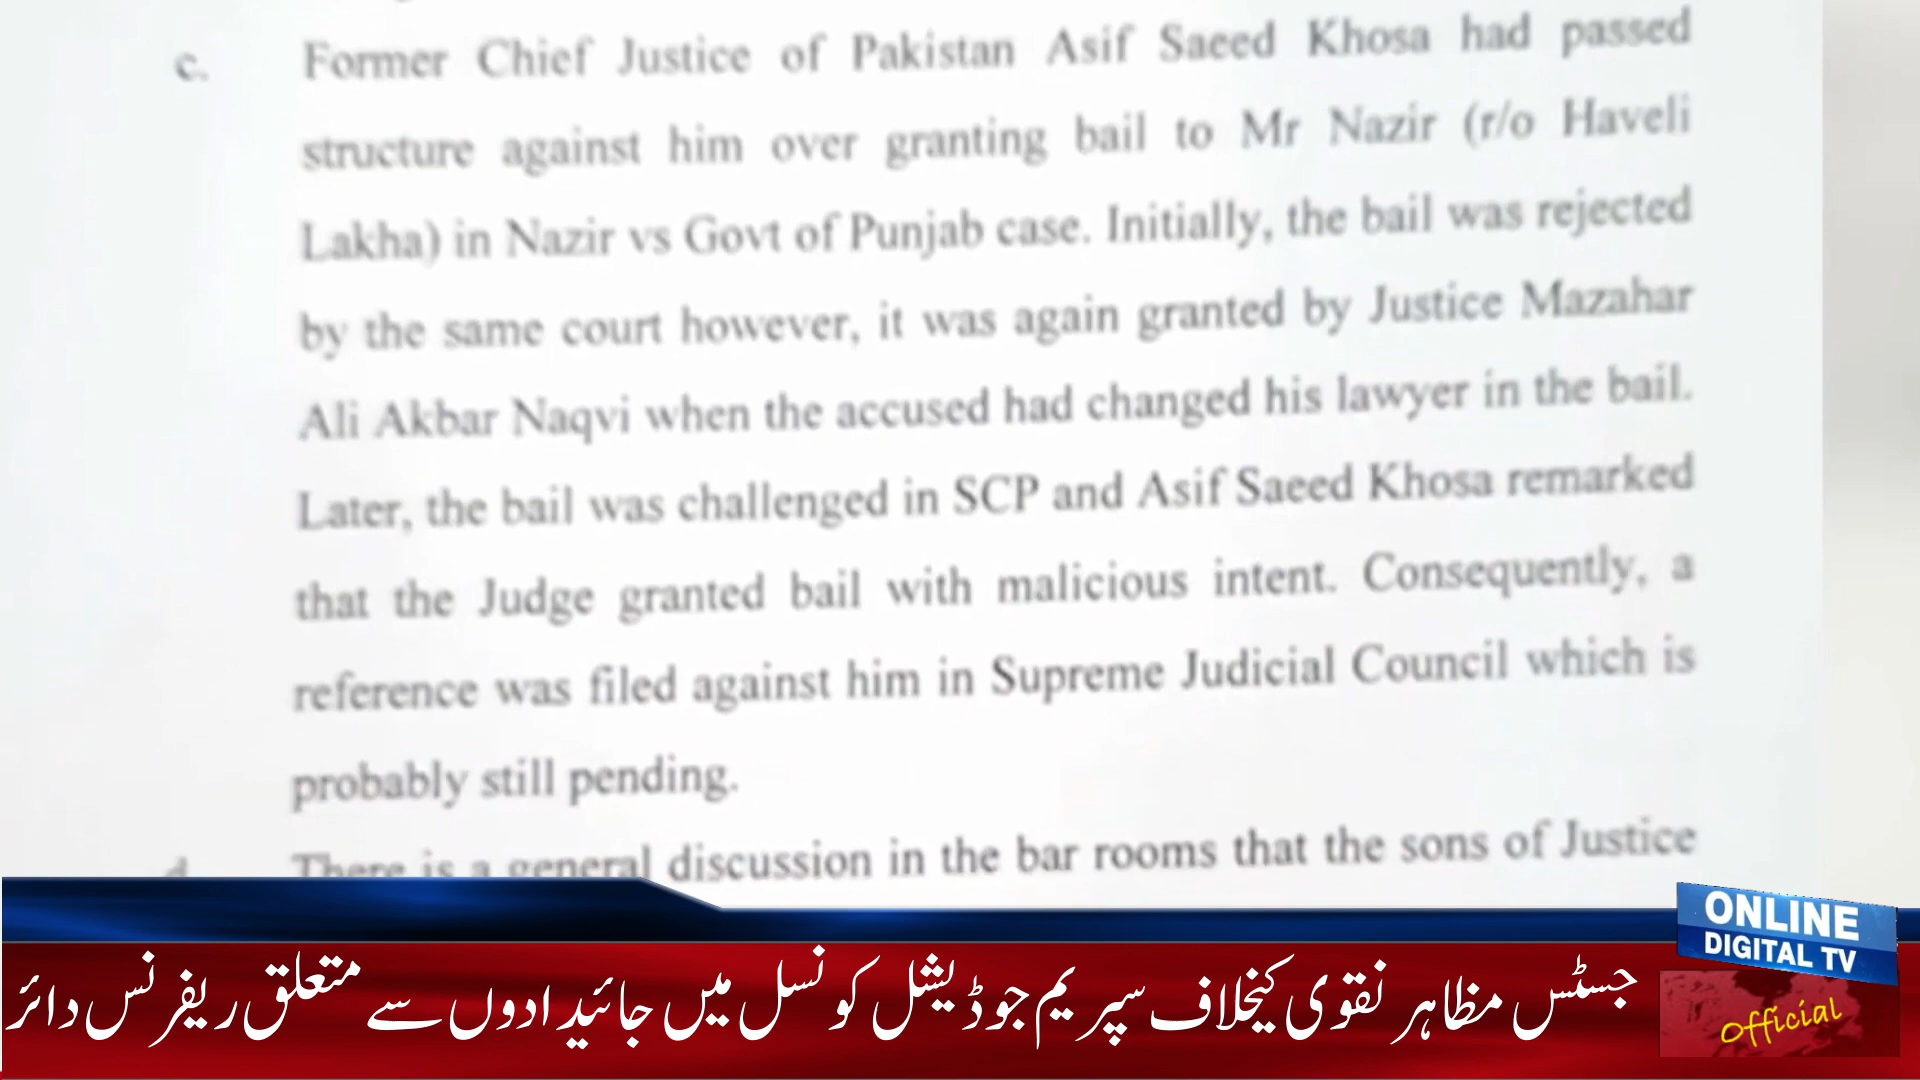 c. Former Chief Justice of Pakistan Asif Saeed Khosa had passed
structure against him over granting bail to Mr Nazir (r/o Haveli
Lakha) in Nazir vs Govt of Punjab case. Initially, the bail was rejected
by the same court however, it was again granted by Justice Mazahar
Ali Akbar Naqvi when the accused had changed his lawyer in the bail.
Later, the bail was challenged in SCP and Asif Saeed Khosa remarked
that the Judge granted bail with malicious intent. Consequently, a
reference was filed against him in Supreme Judicial Council which is
probably still pending.
There is a general discussion in the bar rooms that the sons of Justice
ONLINE
DIGITAL TV
Official
جسٹس مظاہر نقوی کیخلاف سپریم جوڈیشل کونسل میں جائیدادوں سے متعلق ریفرنس دائر